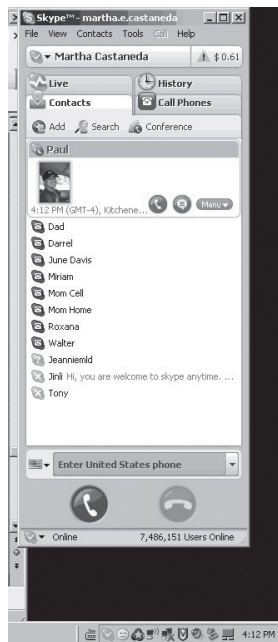 Skype™ - martha.e.castaneda
File View Contacts Tools Call Help
Martha Castaneda $ 0.61
Live History
Contacts Call Phones
Add Search Conference
Paul
4:12 PM (GMT-4), Kitchene... Menu
Dad
Darrel
June Davis
Miriam
Mom Cell
Mom Home
Roxana
Walter
Jeanniemld
Jinli Hi, you are welcome to skype anytime. ...
Tony
Enter United States phone
Online 7,486,151 Users Online
4:12 PM